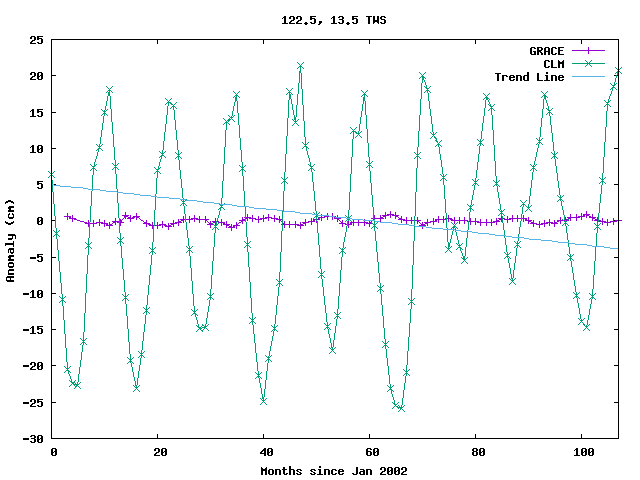 122.5, 13.5 TWS
GRACE
CLM
Trend Line
25
20
15
10
5
0
-5
-10
-15
-20
-25
-30
Anomaly (cm)
0 20 40 60 80 100
Months since Jan 2002